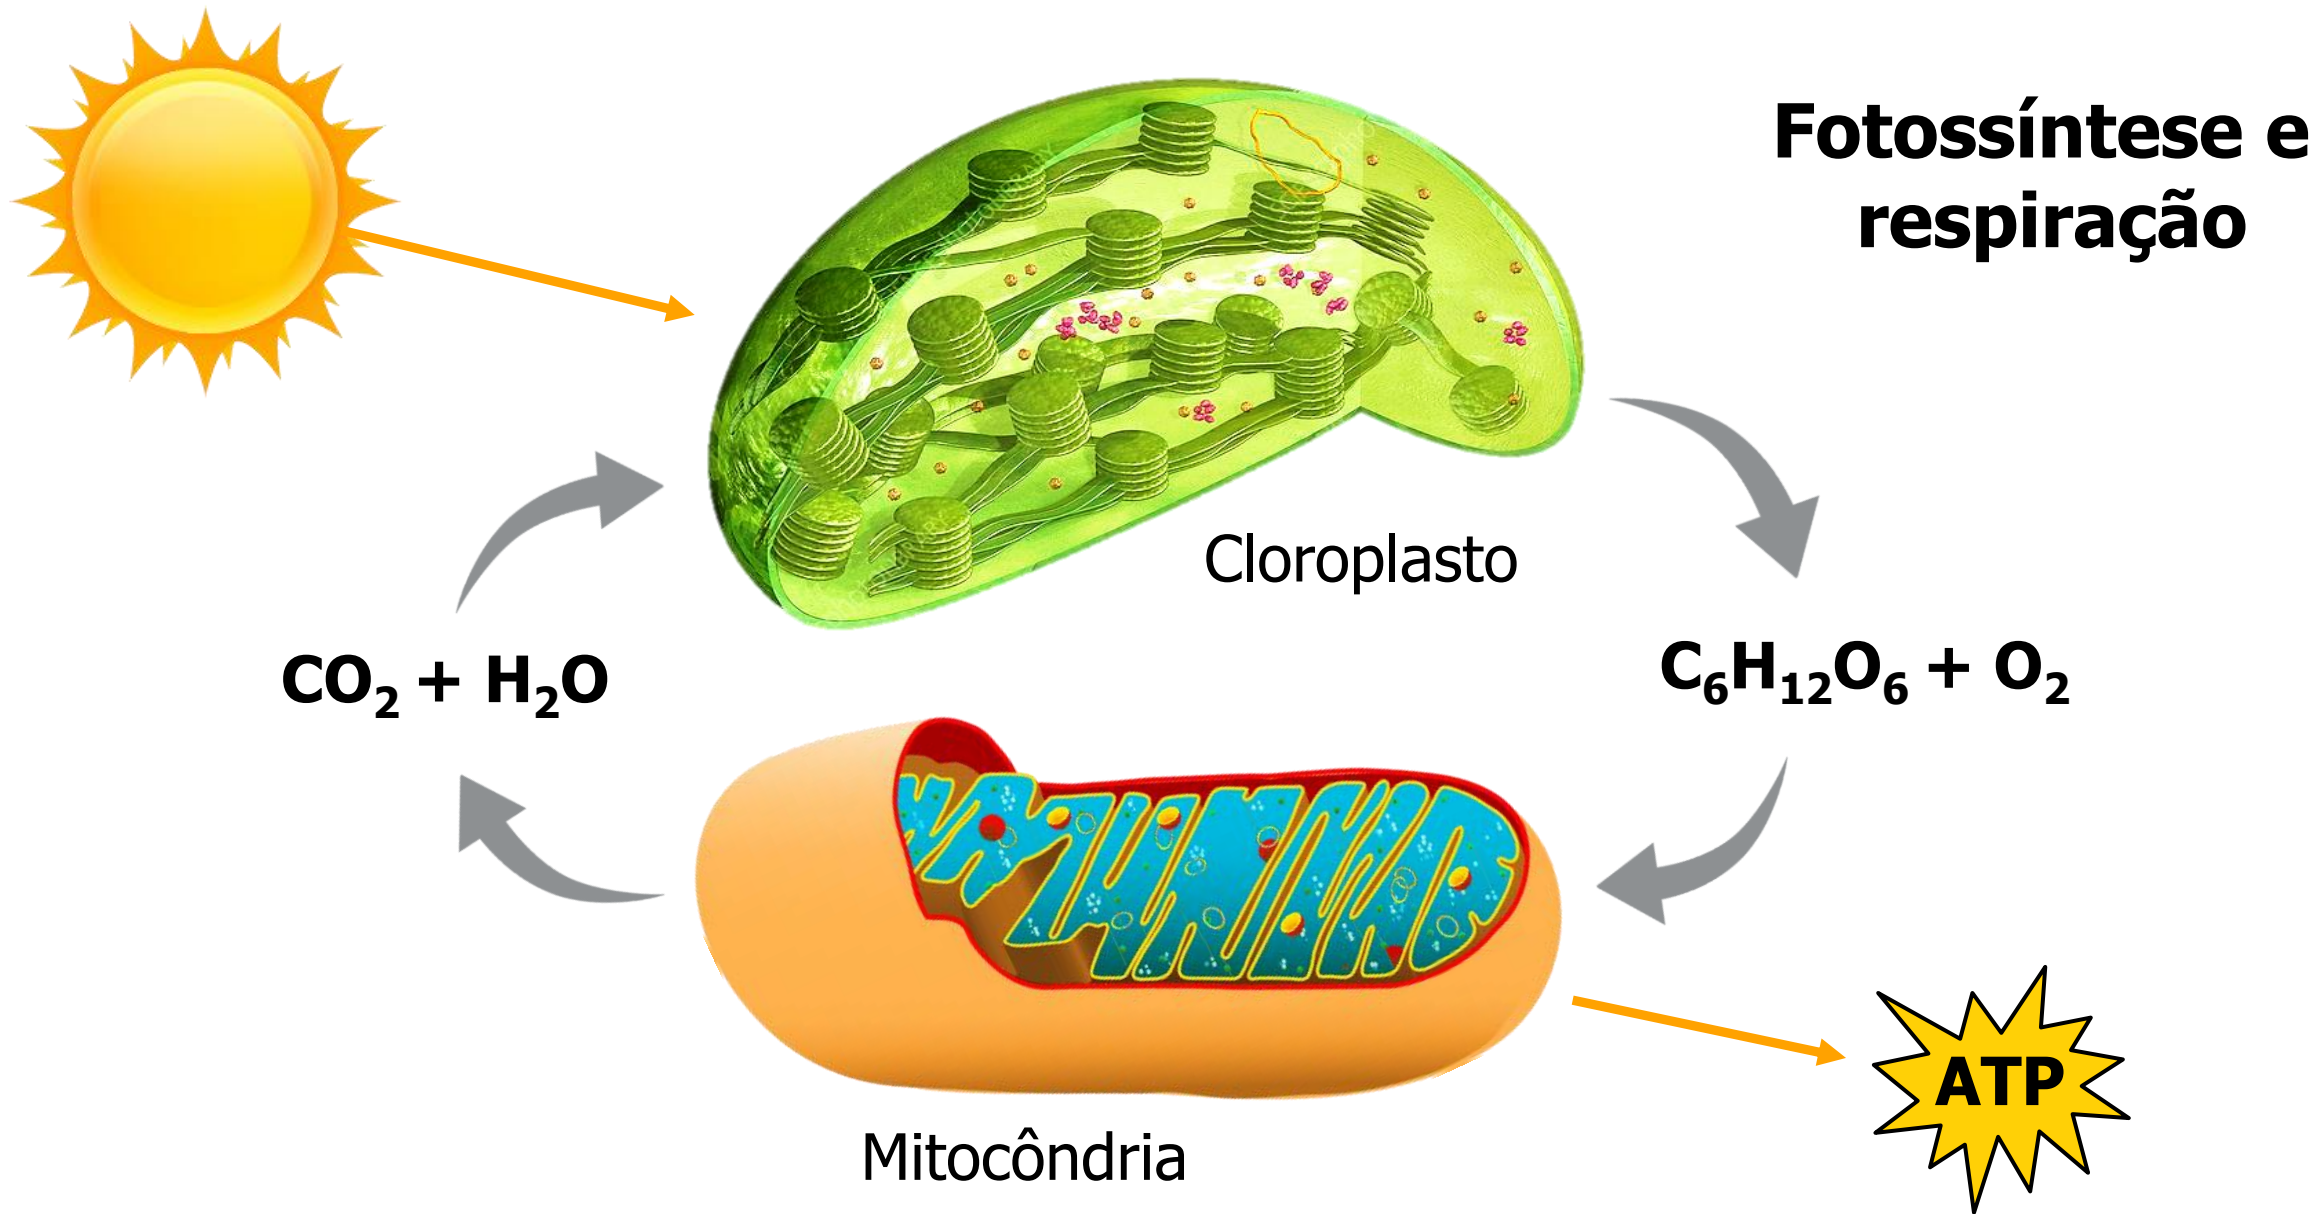 Fotossíntese e
respiração
Cloroplasto
CO₂ + H₂O
C₆H₁₂O₆ + O₂
ATP
Mitocôndria